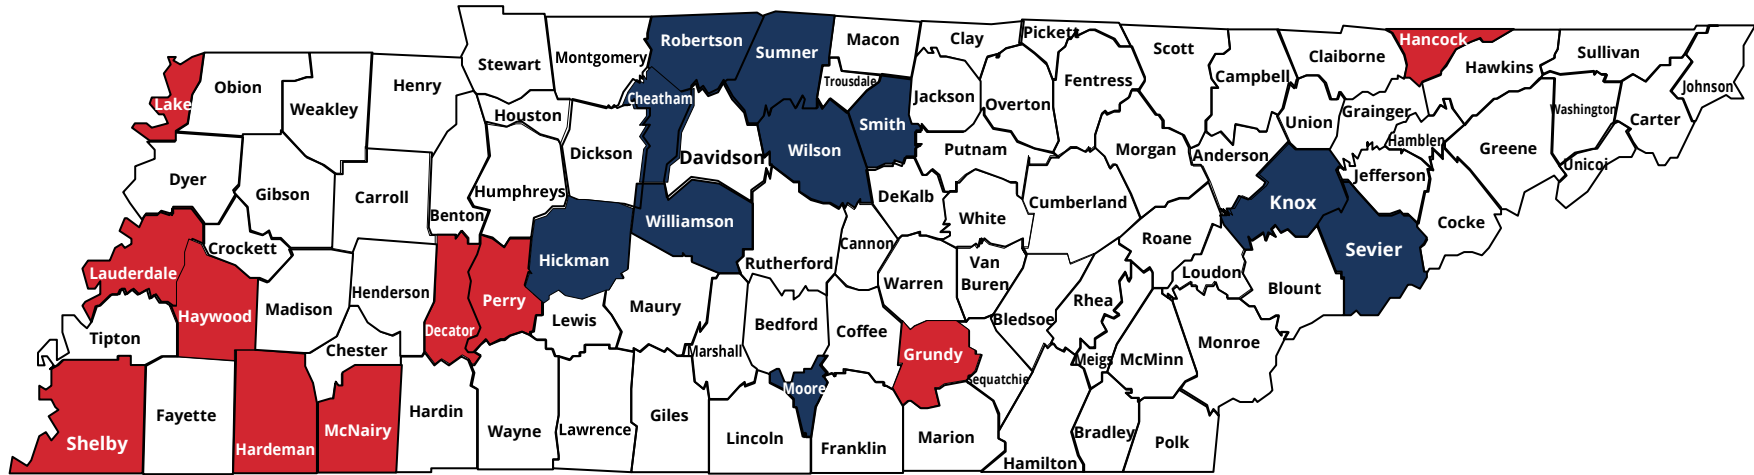 Stewart
Montgomery
Robertson
Sumner
Macon
Clay
Pickett
Scott
Claiborne
Hancock
Hawkins
Sullivan
Johnson
Lake
Obion
Weakley
Henry
Houston
Cheatham
Trousdale
Smith
Jackson
Overton
Fentress
Campbell
Union
Grainger
Hamblen
Washington
Carter
Greene
Unicoi
Dyer
Gibson
Carroll
Benton
Humphreys
Dickson
Davidson
Wilson
Putnam
DeKalb
White
Cumberland
Morgan
Anderson
Knox
Jefferson
Cocke
Sevier
Crockett
Lauderdale
Haywood
Madison
Henderson
Decator
Perry
Hickman
Williamson
Rutherford
Cannon
Warren
Van
Buren
Roane
Loudon
Blount
Rhea
Bledsoe
Tipton
Chester
Lewis
Maury
Marshall
Bedford
Coffee
Grundy
Sequatchie
Meigs
McMinn
Monroe
Moore
Shelby
Fayette
Hardeman
McNairy
Hardin
Wayne
Lawrence
Giles
Lincoln
Franklin
Marion
Hamilton
Bradley
Polk